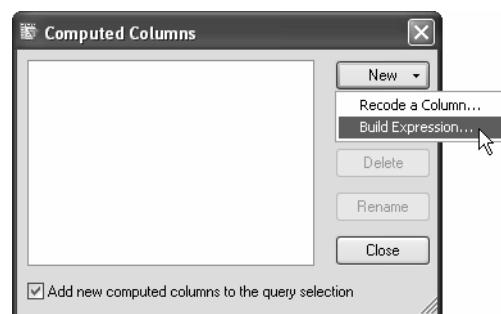 Computed Columns
New
Recode a Column...
Build Expression...
Delete
Rename
Close
Add new computed columns to the query selection